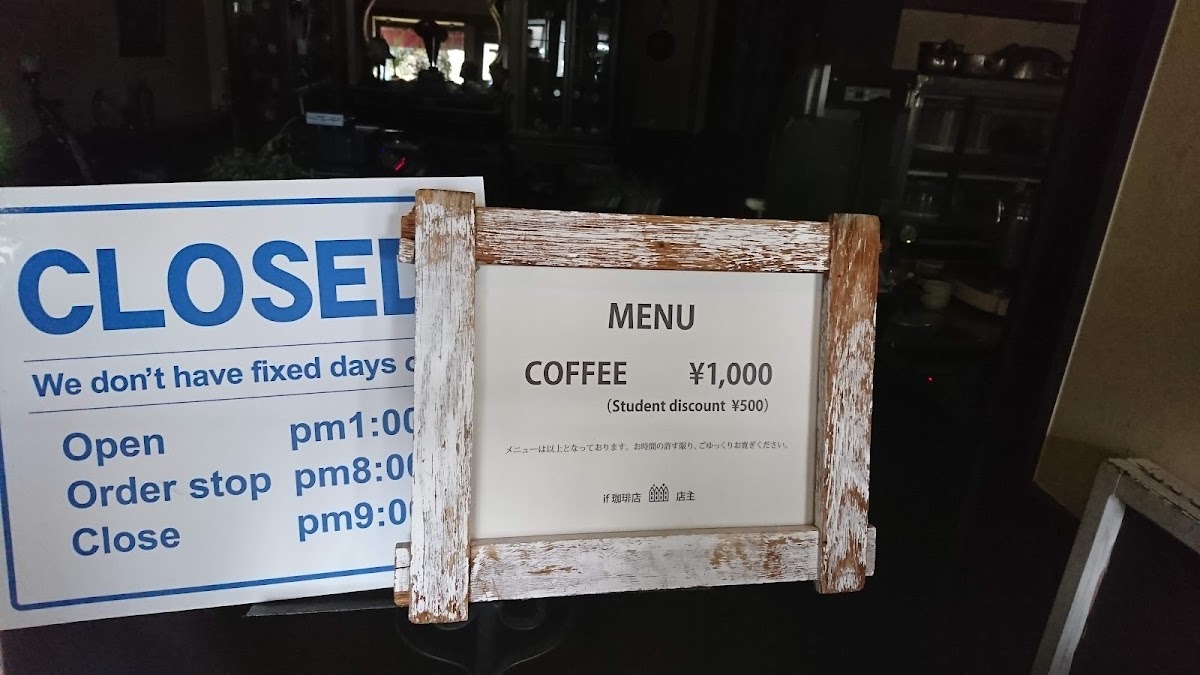 CLOSED
We don't have fixed days
Open pm1:00
Order stop pm8:00
Close pm9:00
MENU
COFFEE ¥1,000
(Student discount ¥500)
メニューは以上となっております。お時間の許す限り、ごゆっくりお寛ぎください。
if 珈琲店 店主